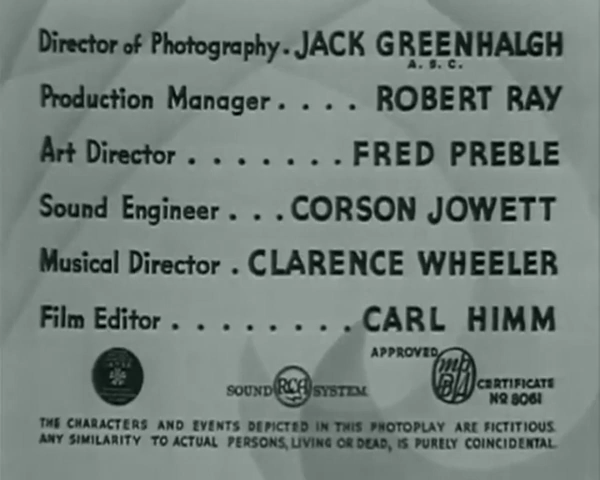 Director of Photography. JACK GREENHALGH
A. S. C.
Production Manager . . . . ROBERT RAY
Art Director . . . . . . . FRED PREBLE
Sound Engineer . . . CORSON JOWETT
Musical Director . CLARENCE WHEELER
Film Editor . . . . . . . . CARL HIMM
APPROVED
SOUND RCA SYSTEM
CERTIFICATE
NO 8061
THE CHARACTERS AND EVENTS DEPICTED IN THIS PHOTOPLAY ARE FICTITIOUS.
ANY SIMILARITY TO ACTUAL PERSONS, LIVING OR DEAD, IS PURELY COINCIDENTAL.